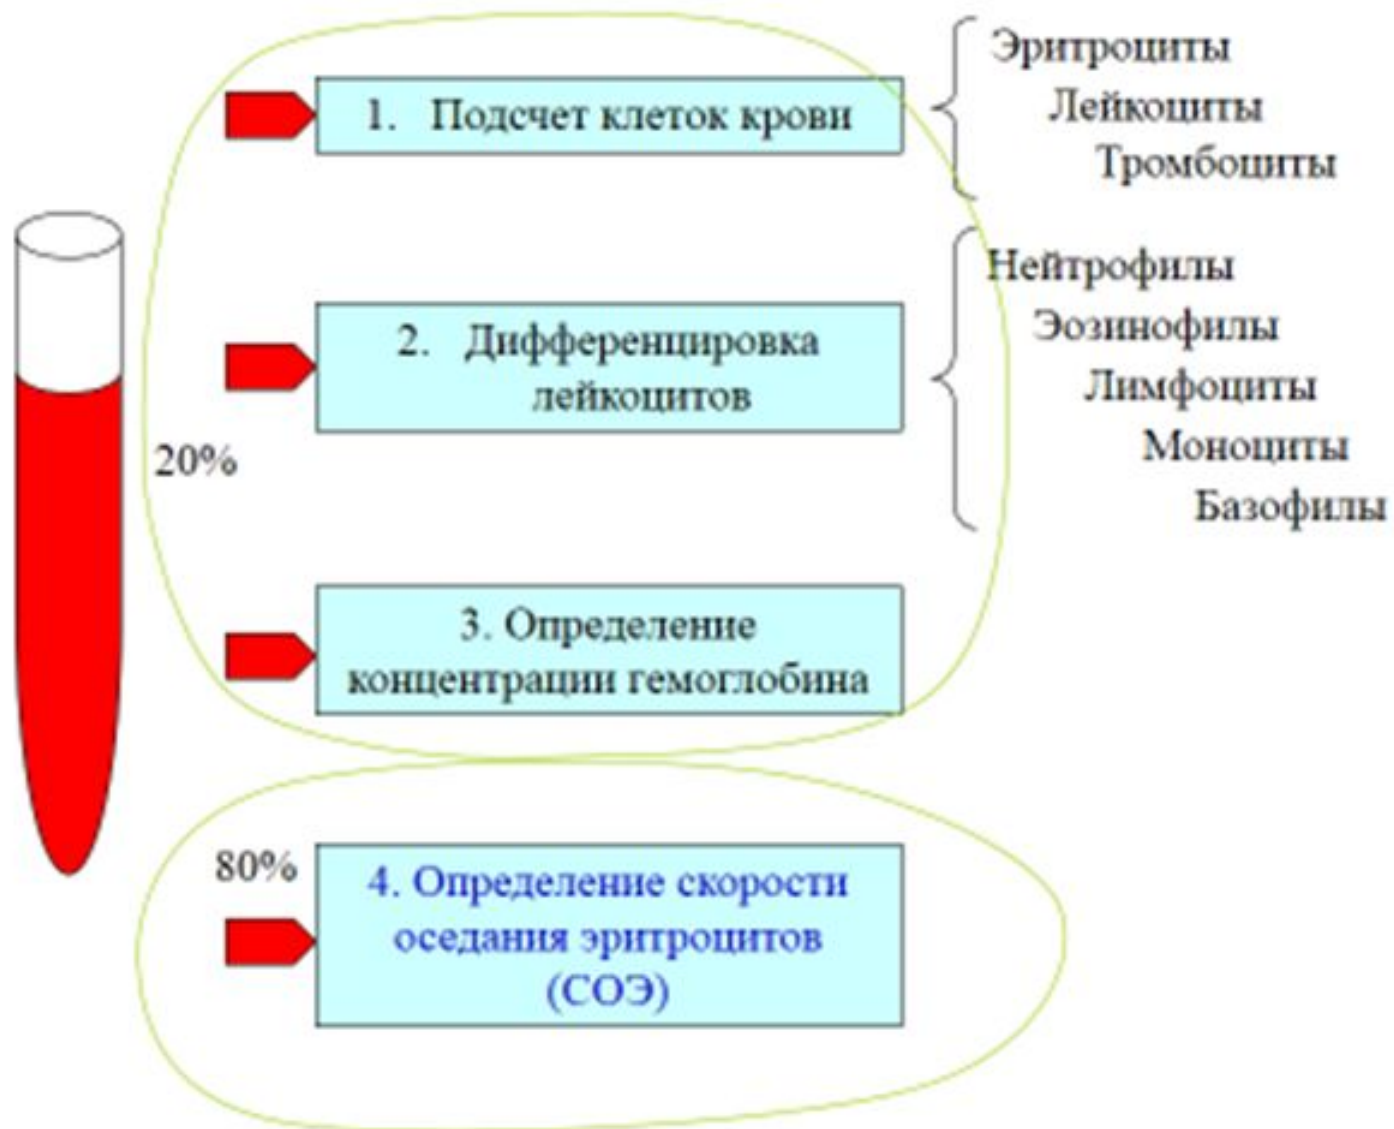 1. Подсчет клеток крови
Эритроциты
Лейкоциты
Тромбоциты
2. Дифференцировка
лейкоцитов
Нейтрофилы
Эозинофилы
Лимфоциты
Моноциты
Базофилы
20%
3. Определение
концентрации гемоглобина
80%
4. Определение скорости
оседания эритроцитов
(СОЭ)